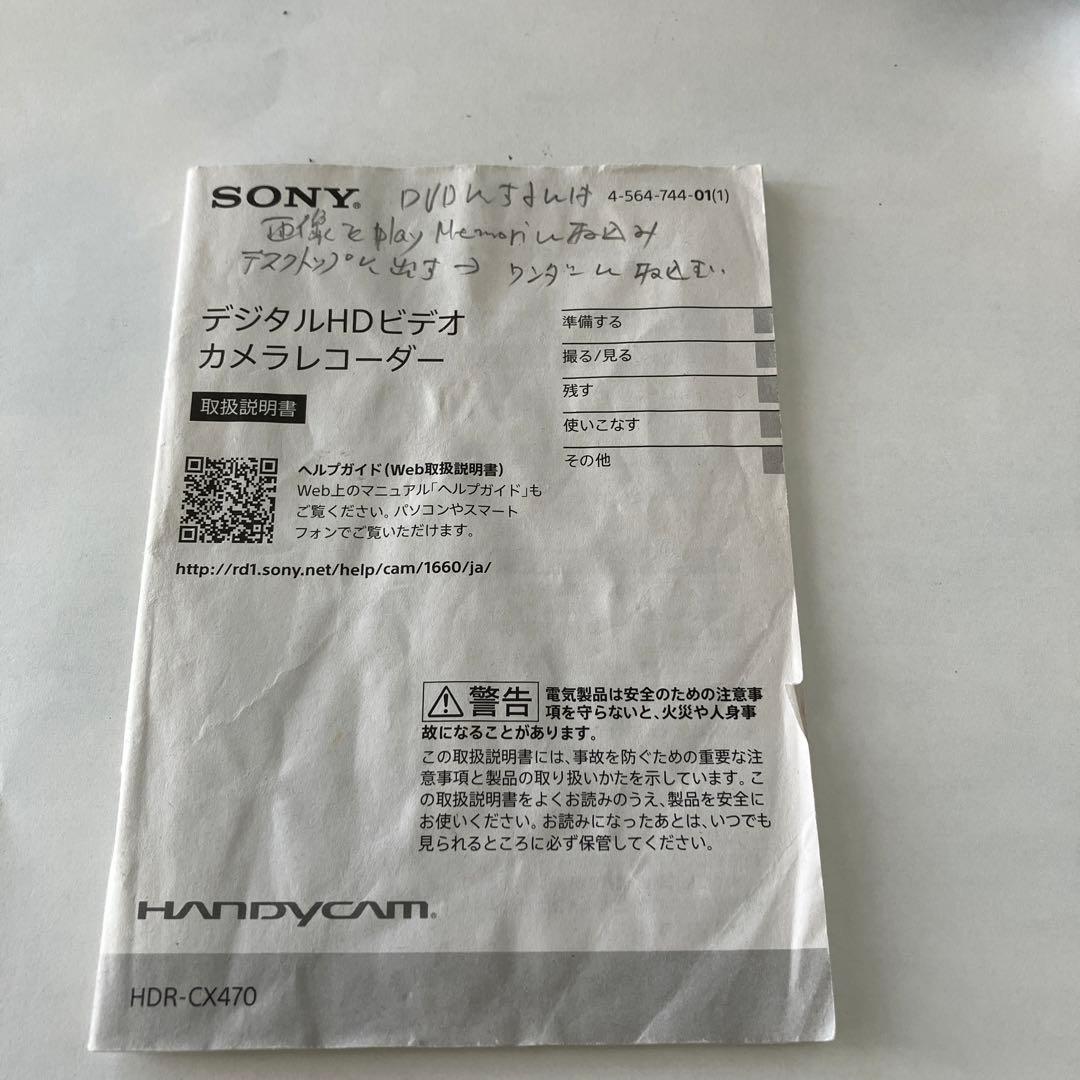 SONY® DVDにするには 4-564-744-01(1)
画像をplay Memoriに取込み
デスクトップに出す→ワンダーに取込む.
デジタルHDビデオ
カメラレコーダー
取扱説明書
準備する
撮る/見る
残す
使いこなす
その他
ヘルプガイド(Web取扱説明書)
Web上のマニュアル「ヘルプガイド」も
ご覧ください。パソコンやスマート
フォンでご覧いただけます。
http://rd1.sony.net/help/cam/1660/ja/
警告 電気製品は安全のための注意事
項を守らないと、火災や人身事
故になることがあります。
この取扱説明書には、事故を防ぐための重要な注
意事項と製品の取り扱いかたを示しています。こ
の取扱説明書をよくお読みのうえ、製品を安全に
お使いください。お読みになったあとは、いつでも
見られるところに必ず保管してください。
HANDYCAM®
HDR-CX470